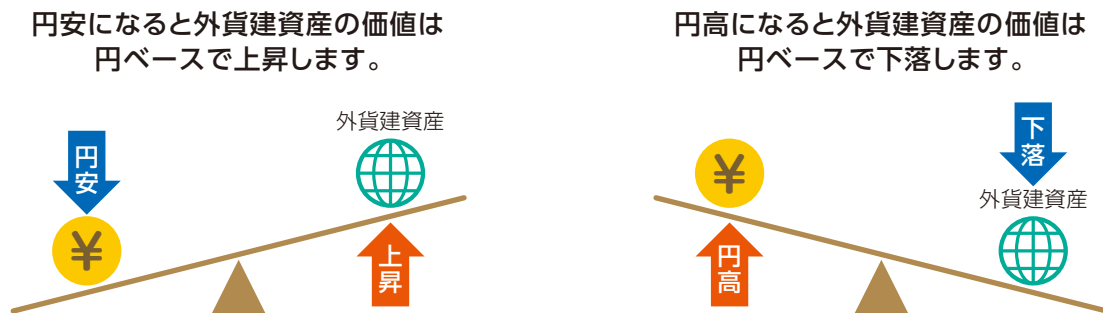 円安になると外貨建資産の価値は
円ベースで上昇します。
円安
¥
外貨建資産
上昇
円高になると外貨建資産の価値は
円ベースで下落します。
¥
円高
下落
外貨建資産